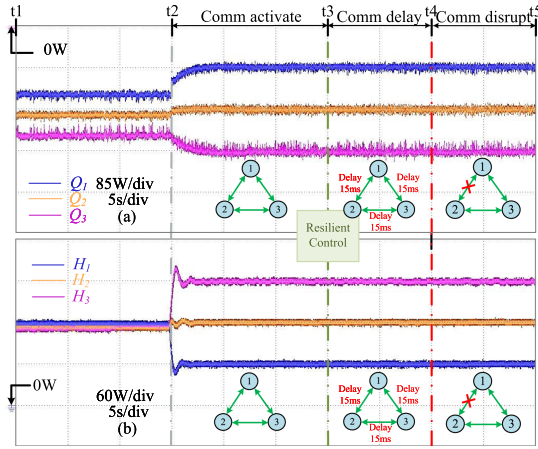 t1 t2 t3 t4 t5
Comm activate Comm delay Comm disrupt
0W
Q1 85W/div
Q2 5s/div
Q3 (a)
1 2 3
Delay 15ms Delay 15ms
1 2 3
Delay 15ms
1 2 3
Resilient
Control
H1
H2
H3
0W
60W/div
5s/div
(b)
1 2 3
Delay 15ms Delay 15ms
1 2 3
Delay 15ms
1 2 3